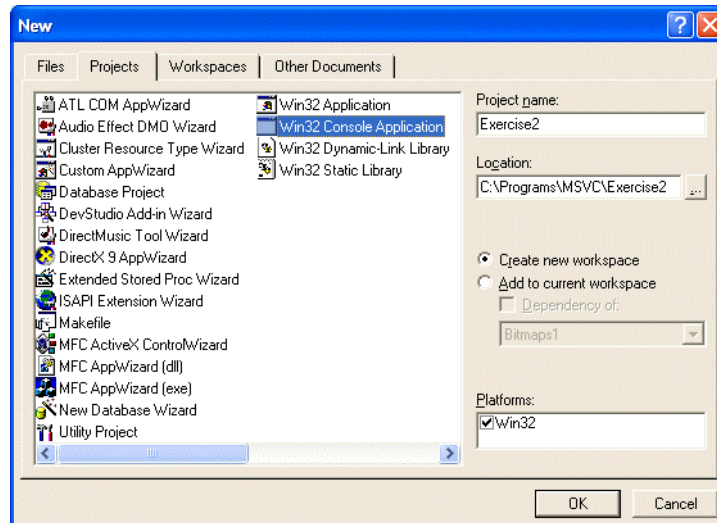 New
Files
Projects
Workspaces
Other Documents
ATL COM AppWizard
Audio Effect DMO Wizard
Cluster Resource Type Wizard
Custom AppWizard
Database Project
DevStudio Add-in Wizard
DirectMusic Tool Wizard
DirectX 9 AppWizard
Extended Stored Proc Wizard
ISAPI Extension Wizard
Makefile
MFC ActiveX ControlWizard
MFC AppWizard (dll)
MFC AppWizard (exe)
New Database Wizard
Utility Project
Win32 Application
Win32 Console Application
Win32 Dynamic-Link Library
Win32 Static Library
Project name:
Exercise2
Location:
C:\Programs\MSVC\Exercise2
...
Create new workspace
Add to current workspace
Dependency of:
Bitmaps1
Platforms:
Win32
OK
Cancel